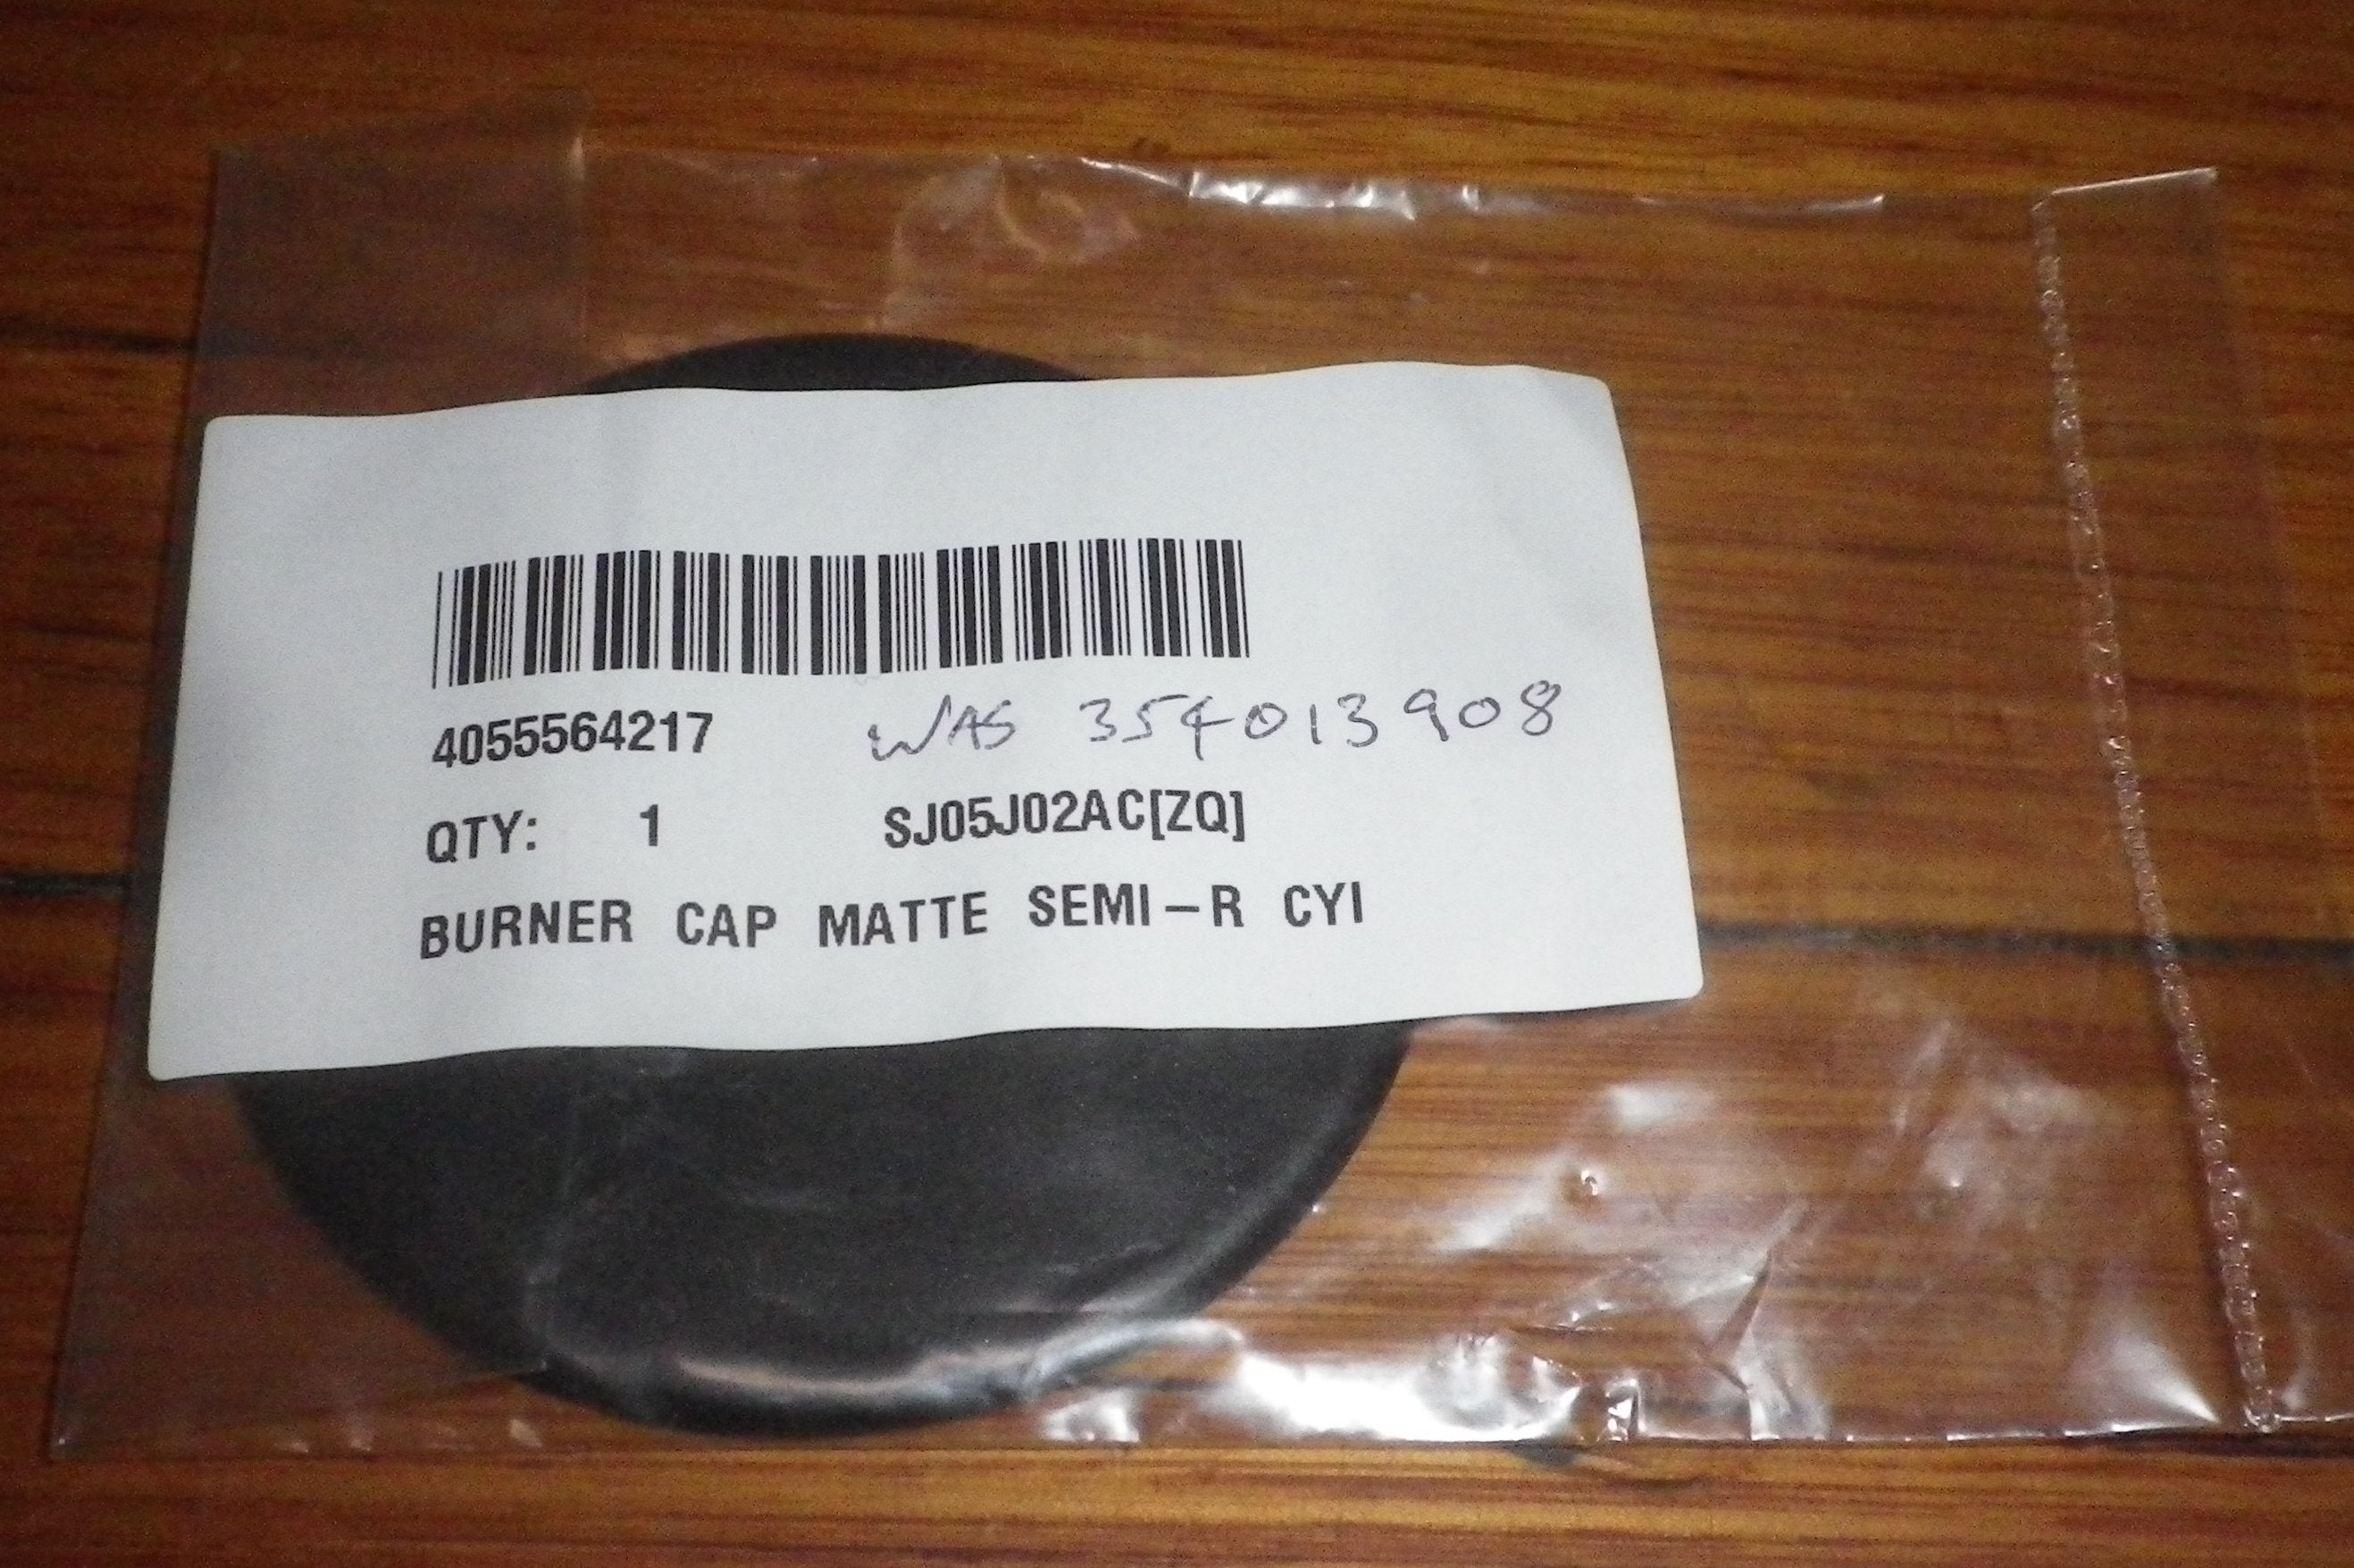 4055564217 WAS 354013908
QTY: 1 SJ05J02AC[ZQ]
BURNER CAP MATTE SEMI-R CYI